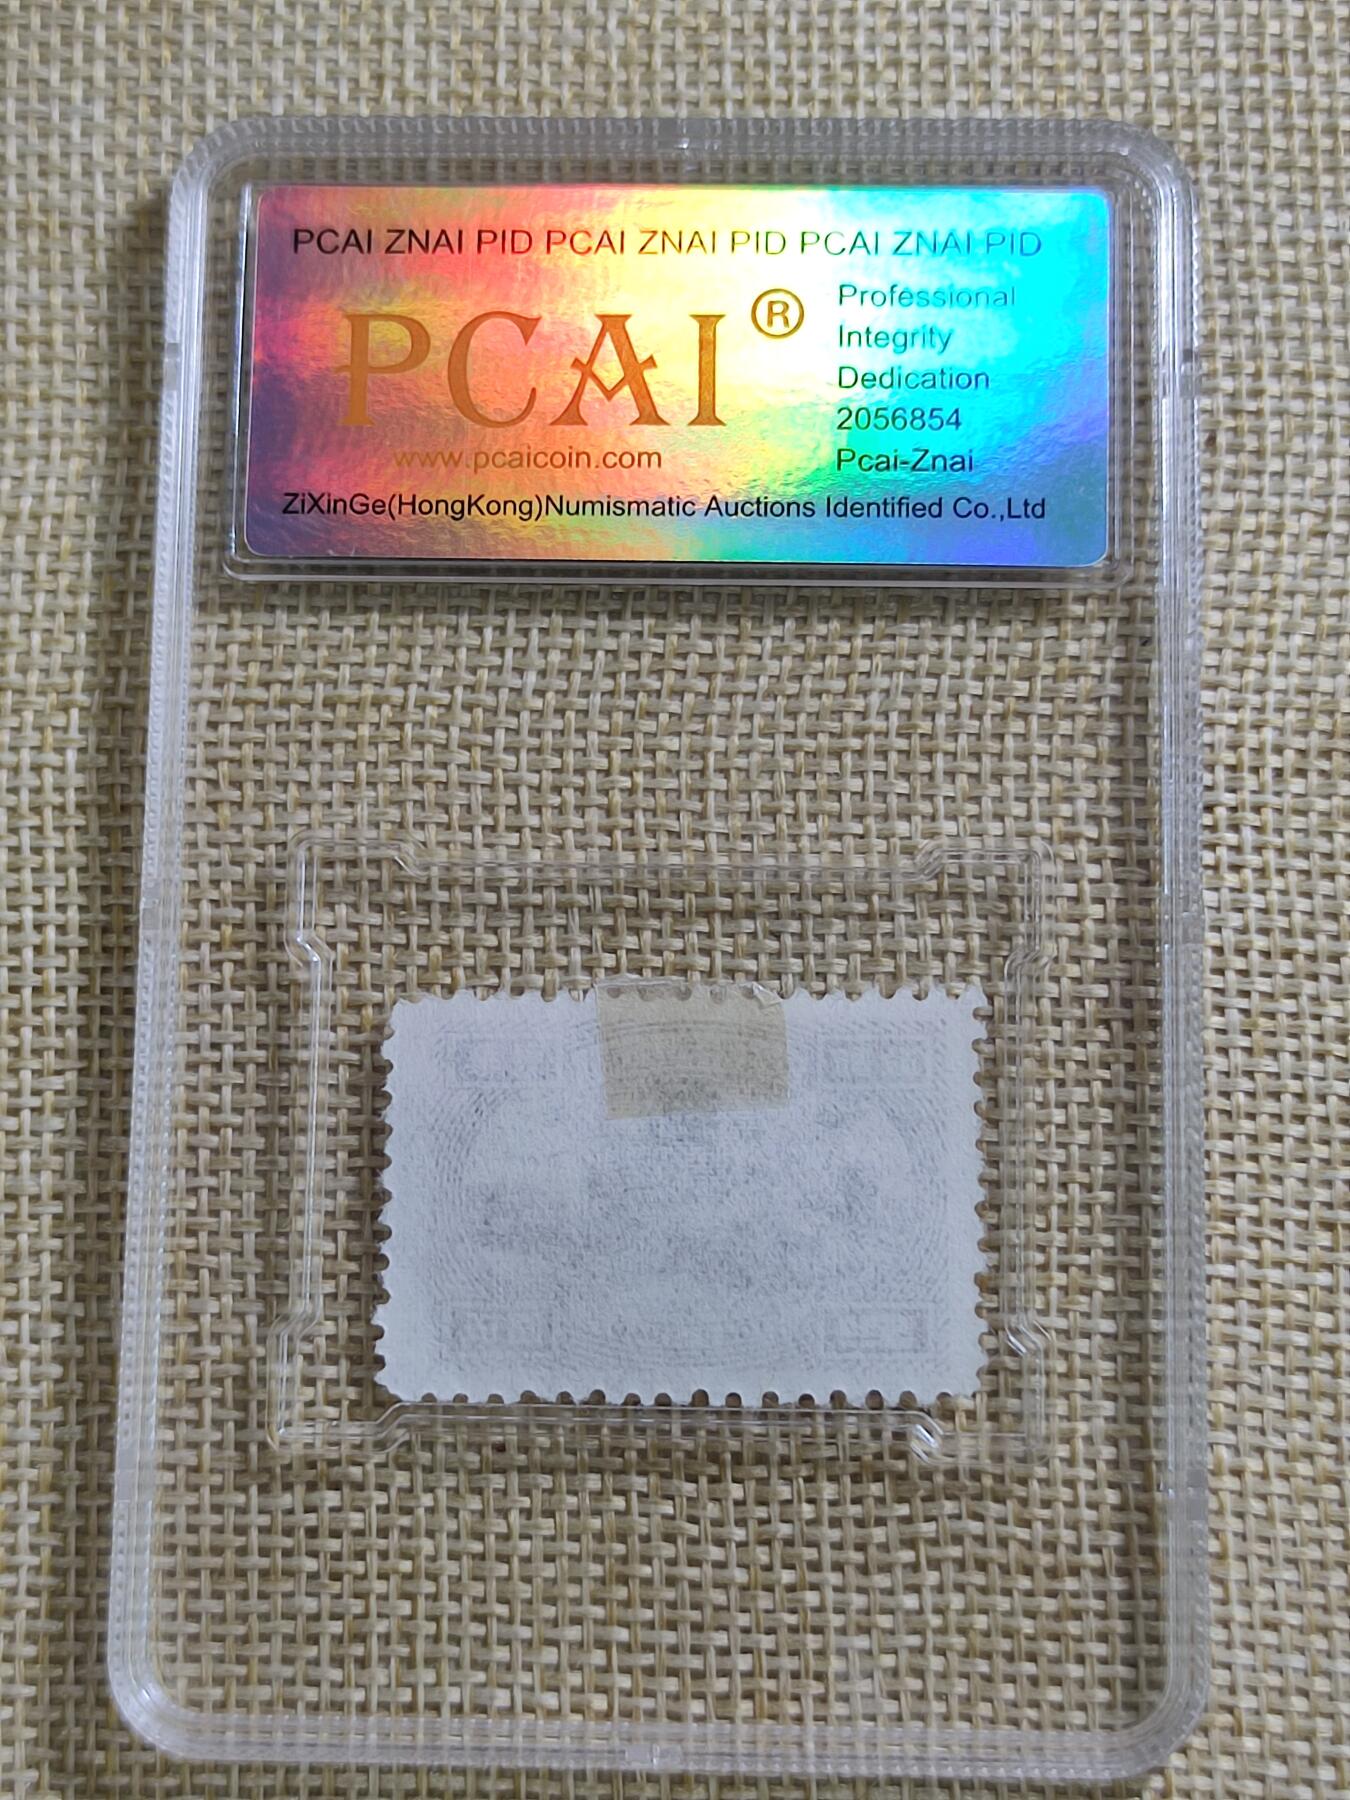 PCAI ZNAI PID PCAI ZNAI PID PCAI ZNAI PID
PCAI®
www.pcaicoin.com
Professional
Integrity
Dedication
2056854
Pcai-Znai
ZiXinGe(HongKong)Numismatic Auctions Identified Co.,Ltd